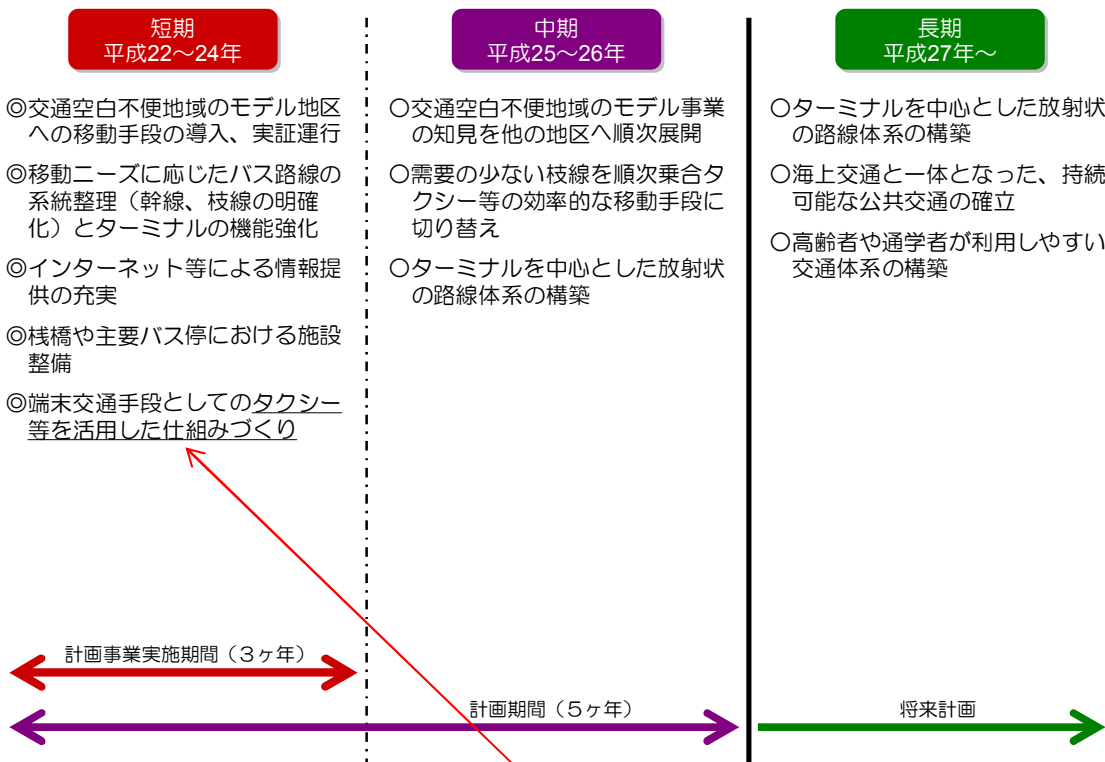 短期
平成22～24年
◎交通空白不便地域のモデル地区
への移動手段の導入、実証運行
◎移動ニーズに応じたバス路線の
系統整理（幹線、枝線の明確
化）とターミナルの機能強化
◎インターネット等による情報提
供の充実
◎桟橋や主要バス停における施設
整備
◎端末交通手段としてのタクシー
等を活用した仕組みづくり
中期
平成25～26年
○交通空白不便地域のモデル事業
の知見を他の地区へ順次展開
○需要の少ない枝線を順次乗合タ
クシー等の効率的な移動手段に
切り替え
○ターミナルを中心とした放射状
の路線体系の構築
長期
平成27年～
○ターミナルを中心とした放射状
の路線体系の構築
○海上交通と一体となった、持続
可能な公共交通の確立
○高齢者や通学者が利用しやすい
交通体系の構築
計画事業実施期間（３ヶ年）
計画期間（５ヶ年）
将来計画